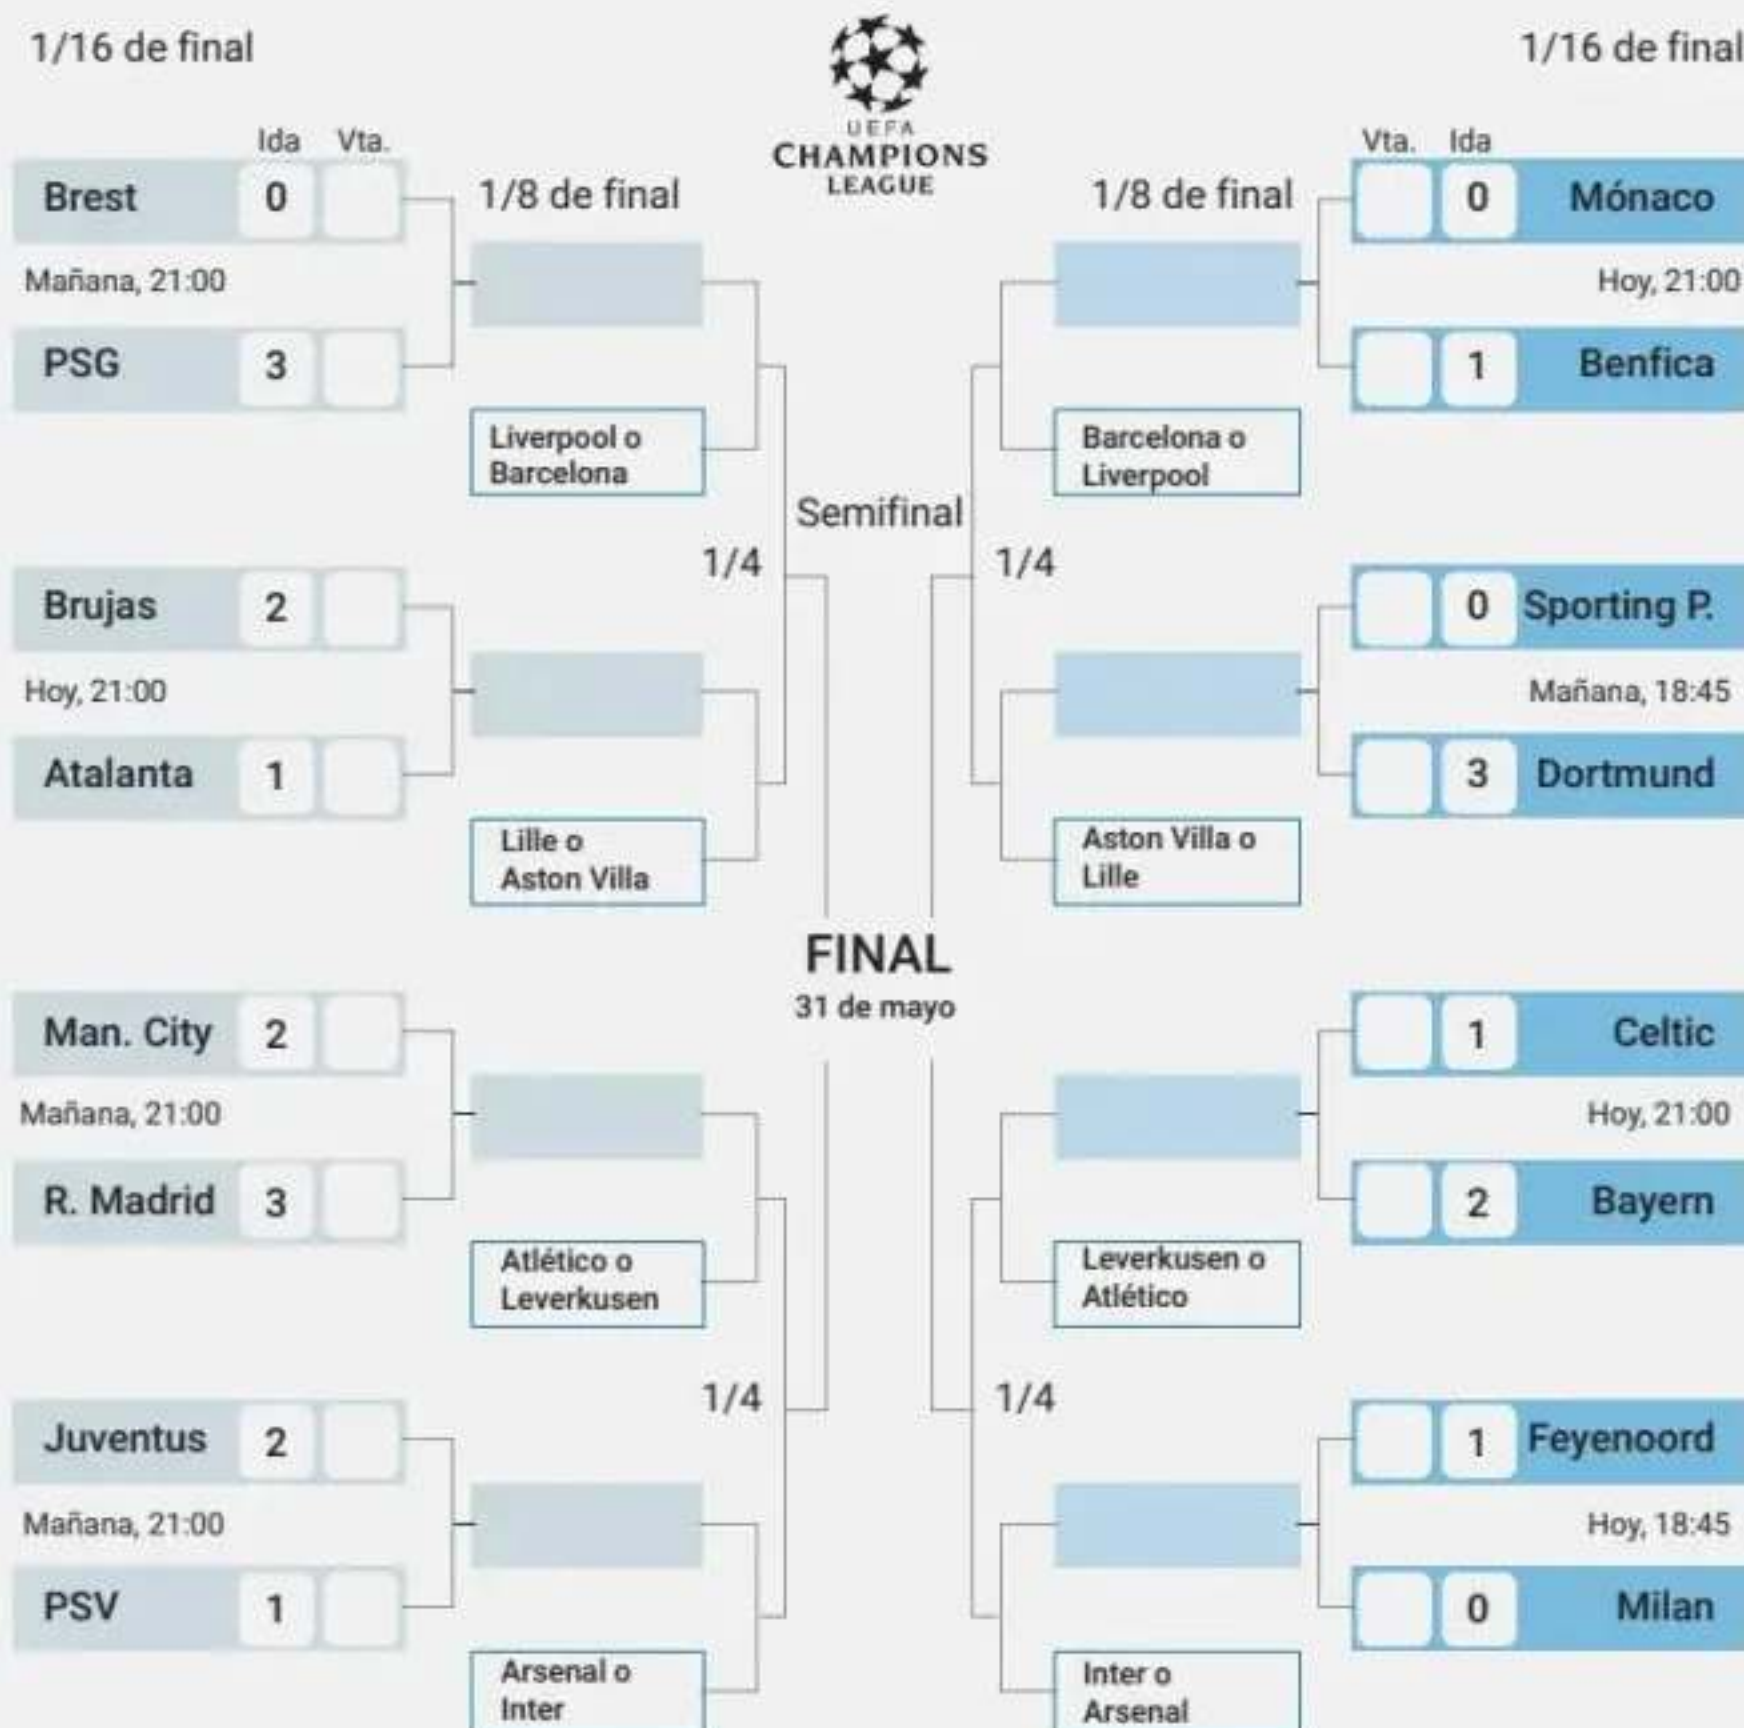 1/16 de final
1/16 de final
UEFA
CHAMPIONS
LEAGUE
Ida Vta.
Vta. Ida
1/8 de final
1/8 de final
Brest 0
0 Mónaco
Mañana, 21:00
Hoy, 21:00
PSG 3
1 Benfica
Liverpool o
Barcelona
Barcelona o
Liverpool
Semifinal
1/4
1/4
Brujas 2
0 Sporting P.
Hoy, 21:00
Mañana, 18:45
Atalanta 1
3 Dortmund
Lille o
Aston Villa
Aston Villa o
Lille
FINAL
31 de mayo
Man. City 2
1 Celtic
Mañana, 21:00
Hoy, 21:00
R. Madrid 3
2 Bayern
Atlético o
Leverkusen
Leverkusen o
Atlético
1/4
1/4
Juventus 2
1 Feyenoord
Mañana, 21:00
Hoy, 18:45
PSV 1
0 Milan
Arsenal o
Inter
Inter o
Arsenal